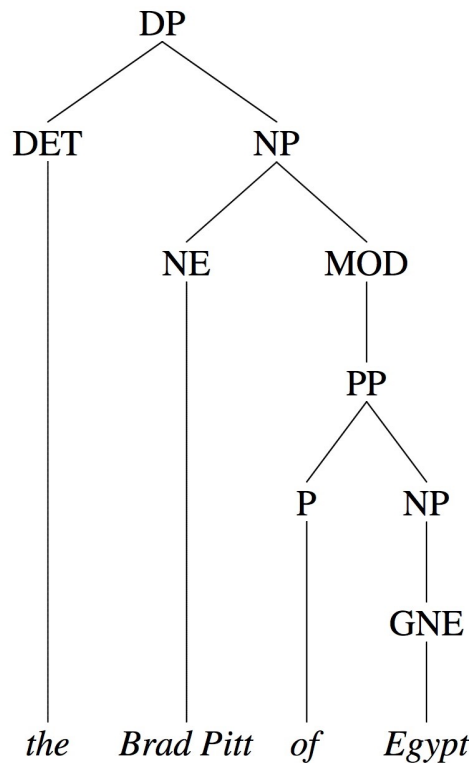 DP
DET NP
NE MOD
PP
P NP
GNE
the Brad Pitt of Egypt